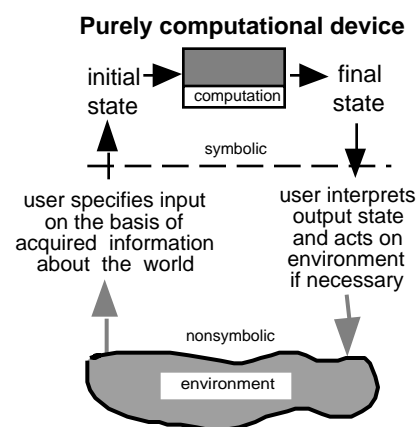 Purely computational device
initial
state
computation
final
state
symbolic
user specifies input
on the basis of
acquired information
about the world
user interprets
output state
and acts on
environment
if necessary
nonsymbolic
environment